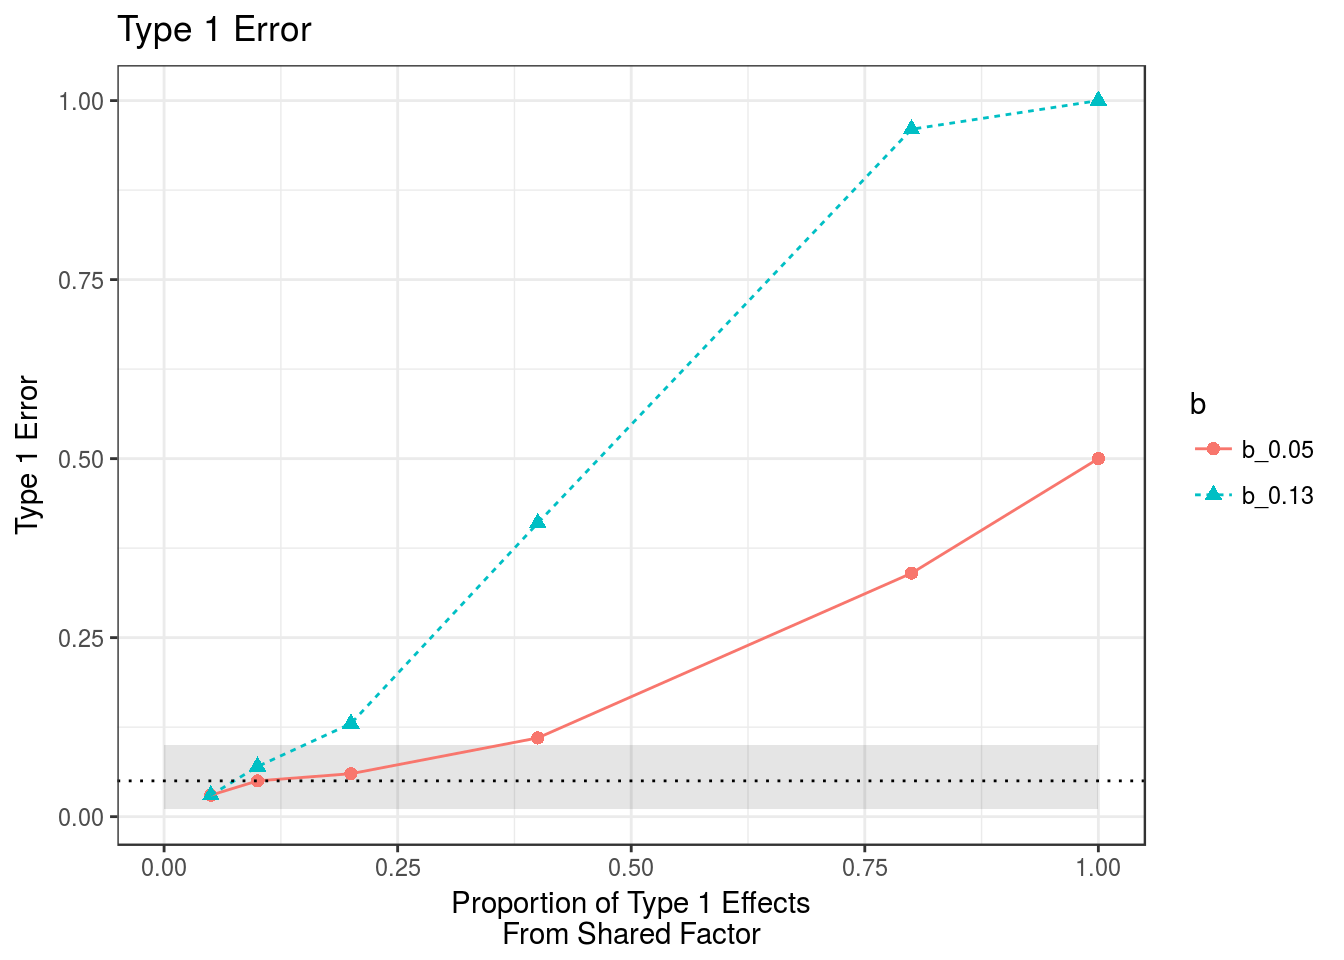 Type 1 Error
1.00
0.75
0.50
0.25
0.00
Type 1 Error
0.00
0.25
0.50
0.75
1.00
Proportion of Type 1 Effects
From Shared Factor
b
b_0.05
b_0.13